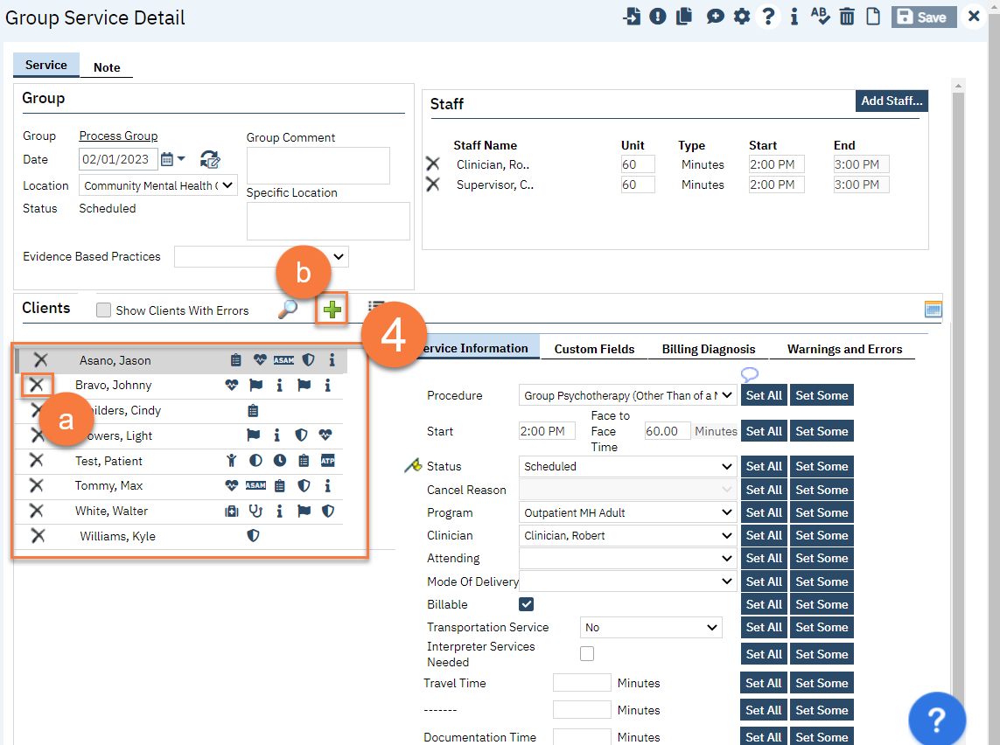 Group Service Detail
Save
Service
Note
Group
Group Process Group
Group Comment
Date 02/01/2023
Location Community Mental Health (
Specific Location
Status Scheduled
Evidence Based Practices
Staff
Add Staff...
Staff Name Unit Type Start End
Clinician, Ro.. 60 Minutes 2:00 PM 3:00 PM
Supervisor, C.. 60 Minutes 2:00 PM 3:00 PM
b
Clients
Show Clients With Errors
4
Asano, Jason ASAM
Bravo, Johnny
a
ilders, Cindy
owers, Light
Test, Patient ATP
Tommy, Max ASAM
White, Walter
Williams, Kyle
ervice Information
Custom Fields
Billing Diagnosis
Warnings and Errors
Procedure Group Psychotherapy (Other Than of a M Set All Set Some
Start 2:00 PM Face to Face Time 60.00 Minutes Set All Set Some
Status Scheduled Set All Set Some
Cancel Reason Set All Set Some
Program Outpatient MH Adult Set All Set Some
Clinician Clinician, Robert Set All Set Some
Attending Set All Set Some
Mode Of Delivery Set All Set Some
Billable Set All Set Some
Transportation Service No Set All Set Some
Interpreter Services Needed Set All Set Some
Travel Time Minutes Set All Set Some
------- Minutes Set All Set Some
Documentation Time Minutes Set All Set Some